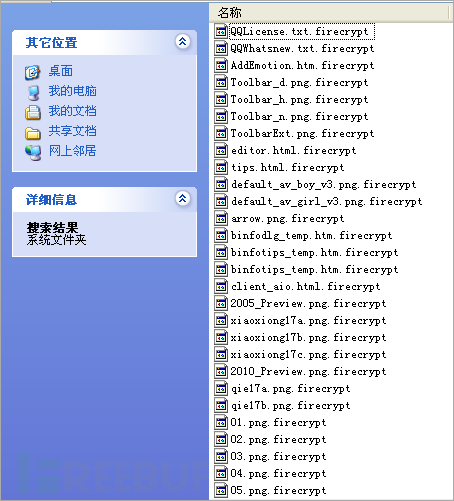 其它位置
桌面
我的电脑
我的文档
共享文档
网上邻居
详细信息
搜索结果
系统文件夹
名称
QQLicense.txt.firecrypt
QQWhatsnew.txt.firecrypt
AddEmotion.htm.firecrypt
Toolbar_d.png.firecrypt
Toolbar_h.png.firecrypt
Toolbar_n.png.firecrypt
ToolbarExt.png.firecrypt
editor.html.firecrypt
tips.html.firecrypt
default_av_boy_v3.png.firecrypt
default_av_girl_v3.png.firecrypt
arrow.png.firecrypt
binfodlg_temp.htm.firecrypt
binfotips_temp.htm.firecrypt
binfotips_temp.htm.firecrypt
client_aio.html.firecrypt
2005_Preview.png.firecrypt
xiaoxiong17a.png.firecrypt
xiaoxiong17b.png.firecrypt
xiaoxiong17c.png.firecrypt
2010_Preview.png.firecrypt
qie17a.png.firecrypt
qie17b.png.firecrypt
01.png.firecrypt
02.png.firecrypt
03.png.firecrypt
04.png.firecrypt
05.png.firecrypt